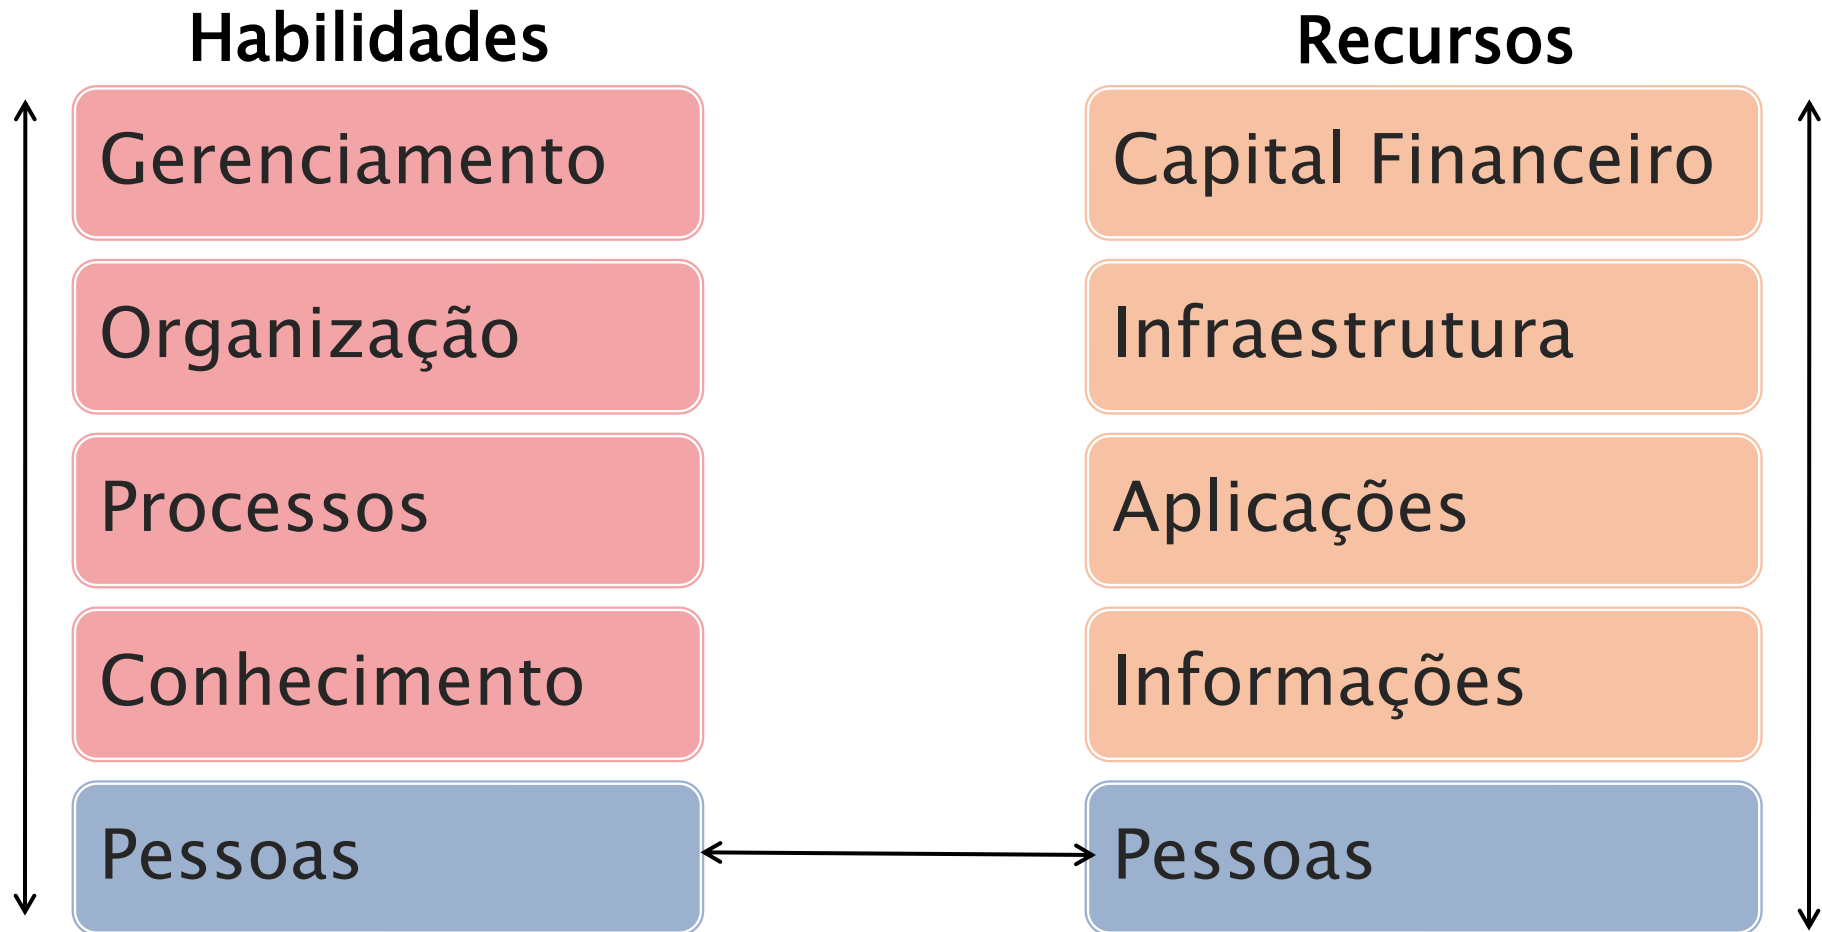 Habilidades
Gerenciamento
Organização
Processos
Conhecimento
Pessoas
Recursos
Capital Financeiro
Infraestrutura
Aplicações
Informações
Pessoas